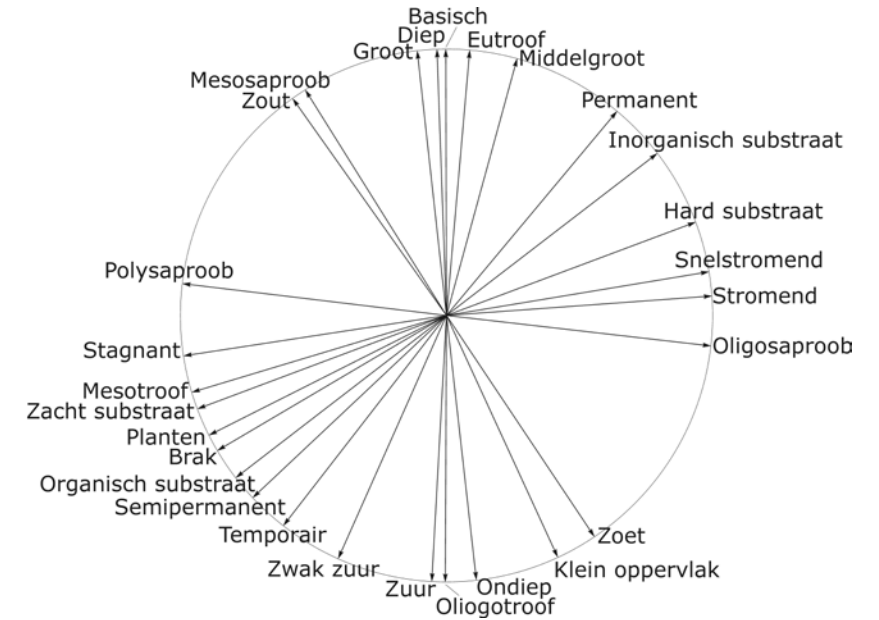 Basisch
Diep
Eutroof
Groot
Middelgroot
Mesosaproob
Zout
Permanent
Inorganisch substraat
Hard substraat
Snelstromend
Polysaproob
Stromend
Stagnant
Oligosaproob
Mesotroof
Zacht substraat
Planten
Brak
Organisch substraat
Semipermanent
Temporair
Zoet
Zwak zuur
Klein oppervlak
Zuur
Ondiep
Oliogotroof